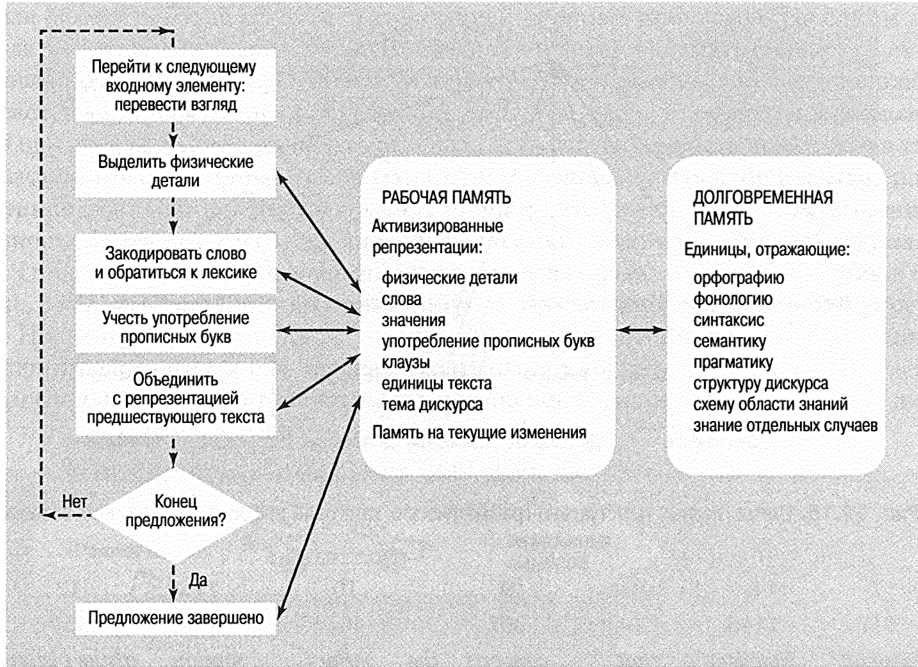 Перейти к следующему
входному элементу:
перевести взгляд
Выделить физические
детали
Закодировать слово
и обратиться к лексике
Учесть употребление
прописных букв
Объединить
с репрезентацией
предшествующего текста
Нет
Конец
предложения?
Да
Предложение завершено
РАБОЧАЯ ПАМЯТЬ
Активизированные
репрезентации:
физические детали
слова
значения
употребление прописных букв
клаузы
единицы текста
тема дискурса
Память на текущие изменения
ДОЛГОВРЕМЕННАЯ
ПАМЯТЬ
Единицы, отражающие:
орфографию
фонологию
синтаксис
семантику
прагматику
структуру дискурса
схему области знаний
знание отдельных случаев